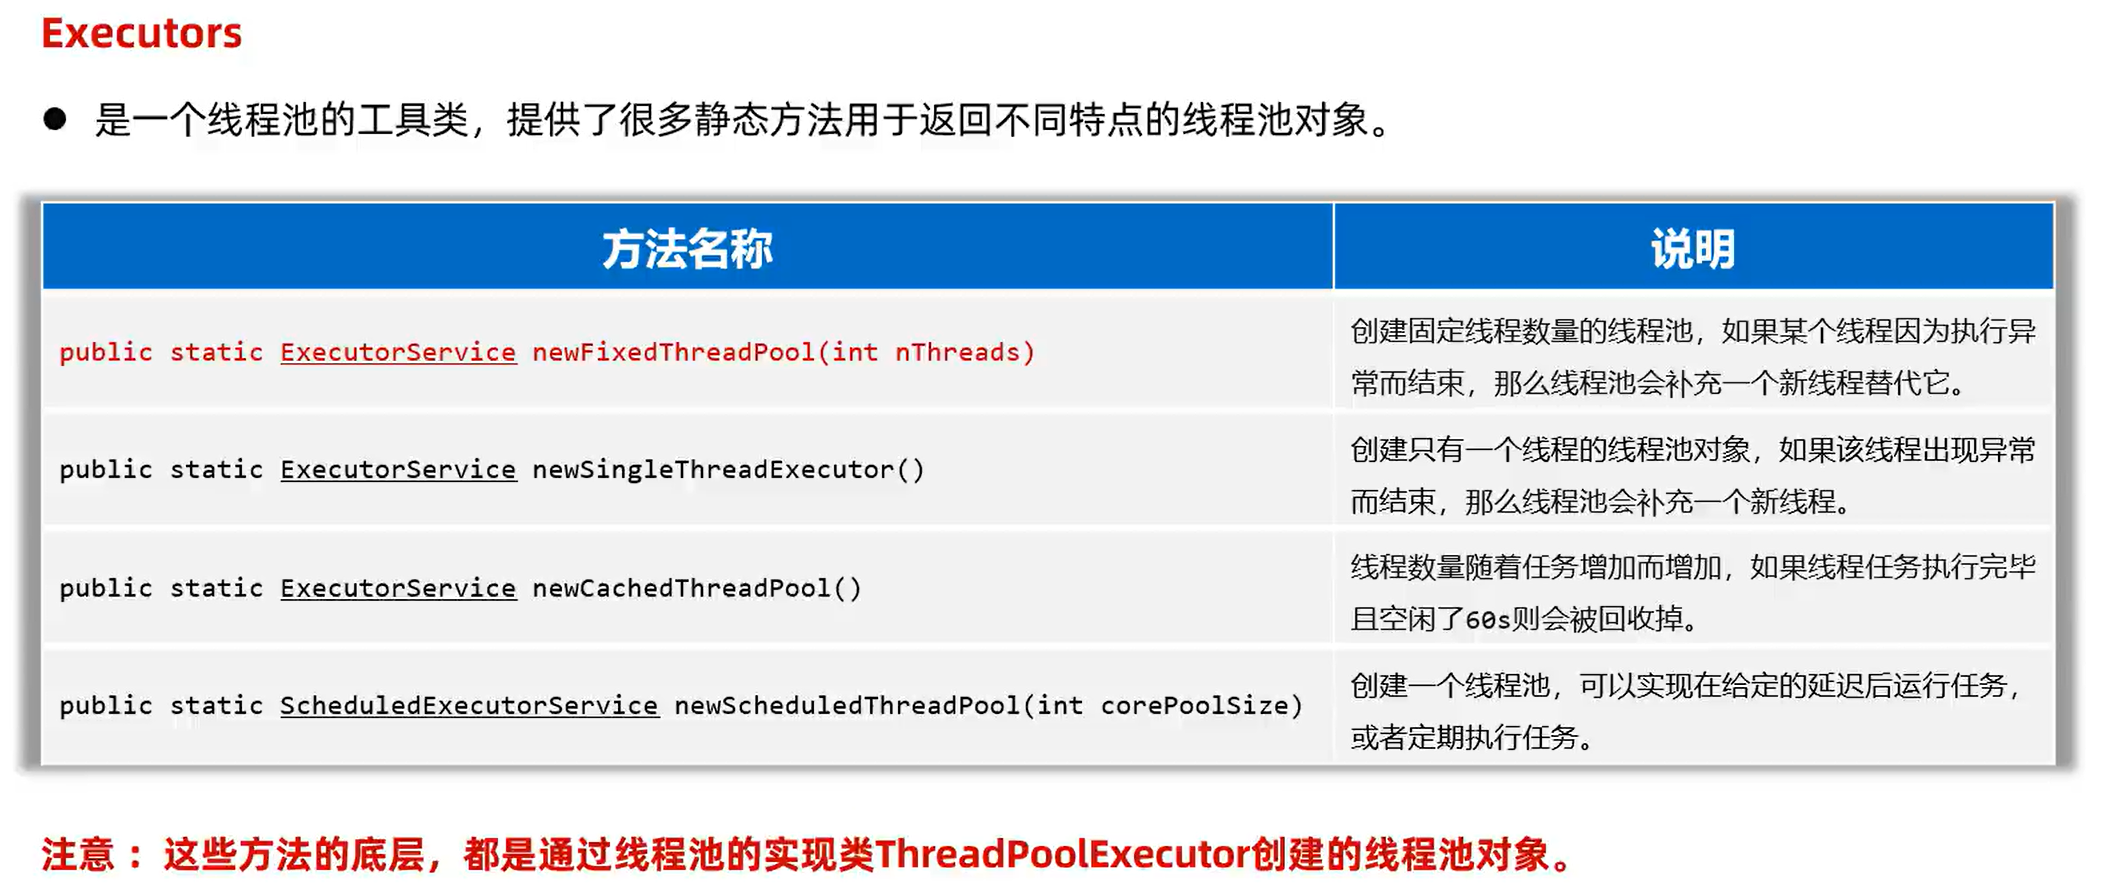 Executors
● 是一个线程池的工具类，提供了很多静态方法用于返回不同特点的线程池对象。
方法名称 说明
public static ExecutorService newFixedThreadPool(int nThreads)
创建固定线程数量的线程池，如果某个线程因为执行异
常而结束，那么线程池会补充一个新线程替代它。
public static ExecutorService newSingleThreadExecutor()
创建只有一个线程的线程池对象，如果该线程出现异常
而结束，那么线程池会补充一个新线程。
public static ExecutorService newCachedThreadPool()
线程数量随着任务增加而增加，如果线程任务执行完毕
且空闲了60s则会被回收掉。
public static ScheduledExecutorService newScheduledThreadPool(int corePoolSize)
创建一个线程池，可以实现在给定的延迟后运行任务，
或者定期执行任务。
注意 ：这些方法的底层，都是通过线程池的实现类ThreadPoolExecutor创建的线程池对象。